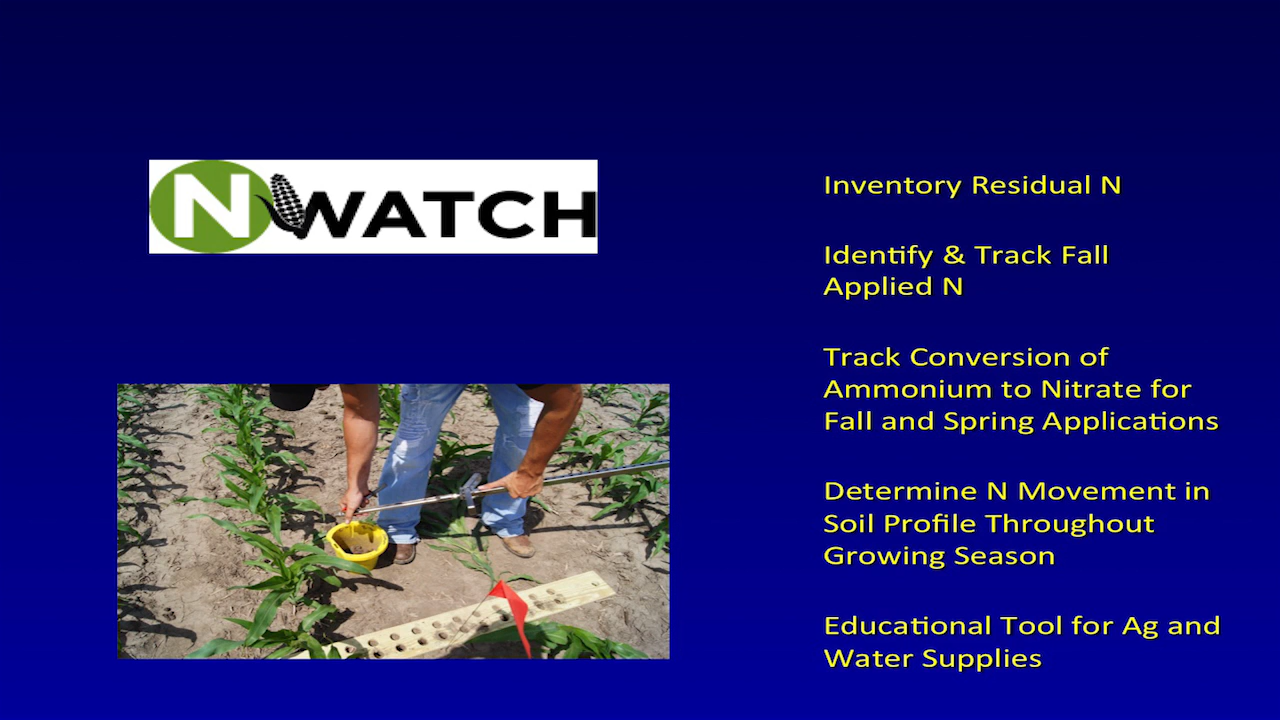 N WATCH
Inventory Residual N
Identify & Track Fall
Applied N
Track Conversion of
Ammonium to Nitrate for
Fall and Spring Applications
Determine N Movement in
Soil Profile Throughout
Growing Season
Educational Tool for Ag and
Water Supplies